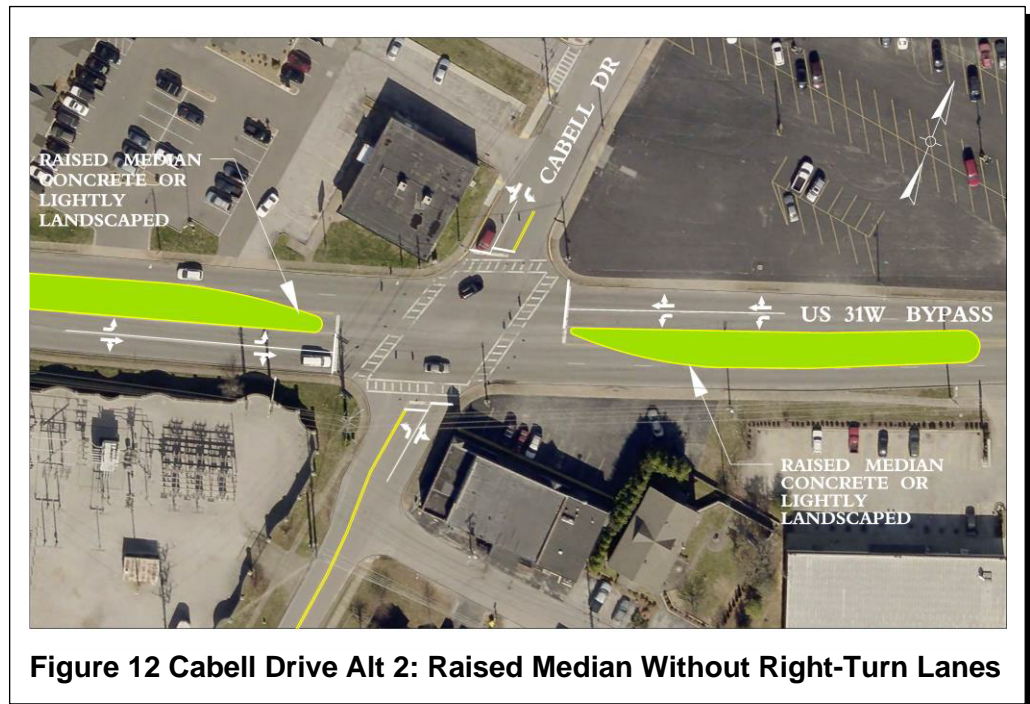 RAISED MEDIAN
CONCRETE OR
LIGHTLY
LANDSCAPED
CABELL DR
US 31W BYPASS
RAISED MEDIAN
CONCRETE OR
LIGHTLY
LANDSCAPED
Figure 12 Cabell Drive Alt 2: Raised Median Without Right-Turn Lanes